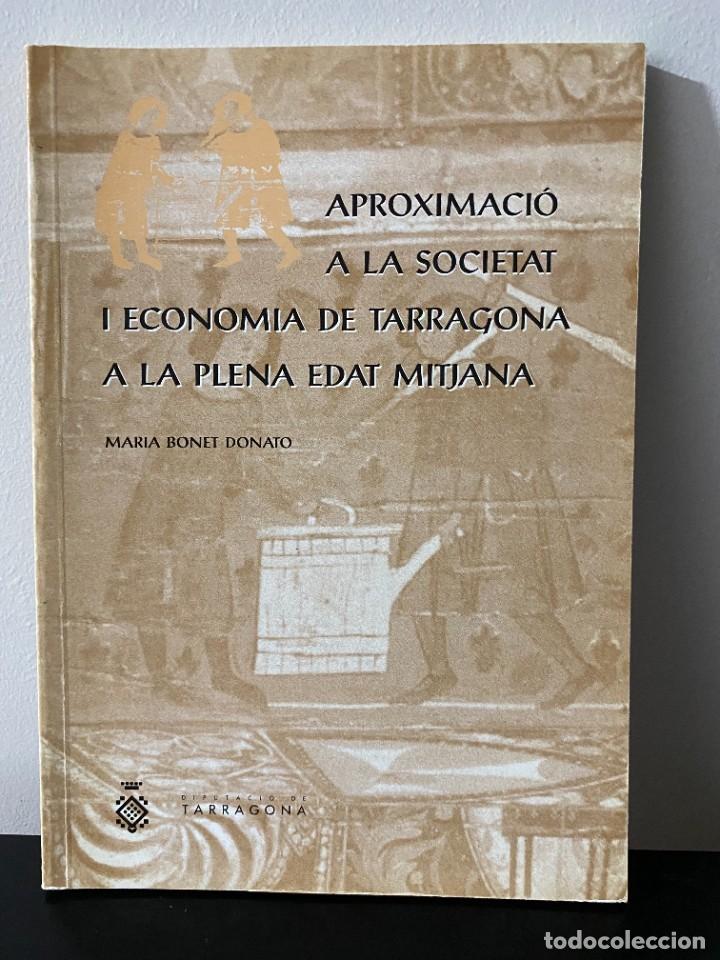 APROXIMACIÓ
A LA SOCIETAT
I ECONOMIA DE TARRAGONA
A LA PLENA EDAT MITJANA
MARIA BONET DONATO
DIPUTACIÓ DE
TARRAGONA
todocoleccion